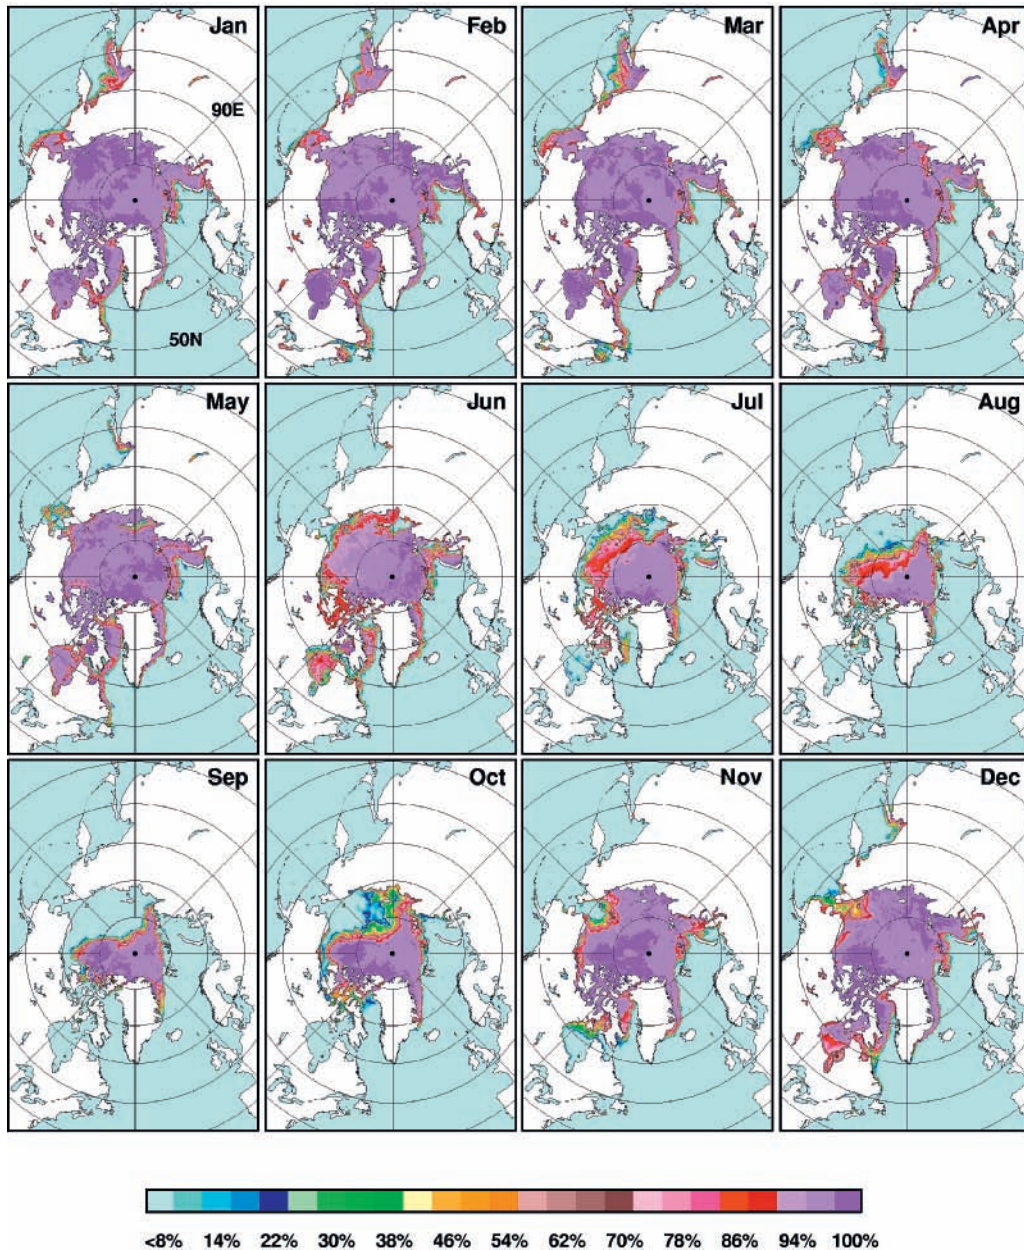 Jan Feb Mar Apr
90E
50N
May Jun Jul Aug
Sep Oct Nov Dec
<8% 14% 22% 30% 38% 46% 54% 62% 70% 78% 86% 94% 100%